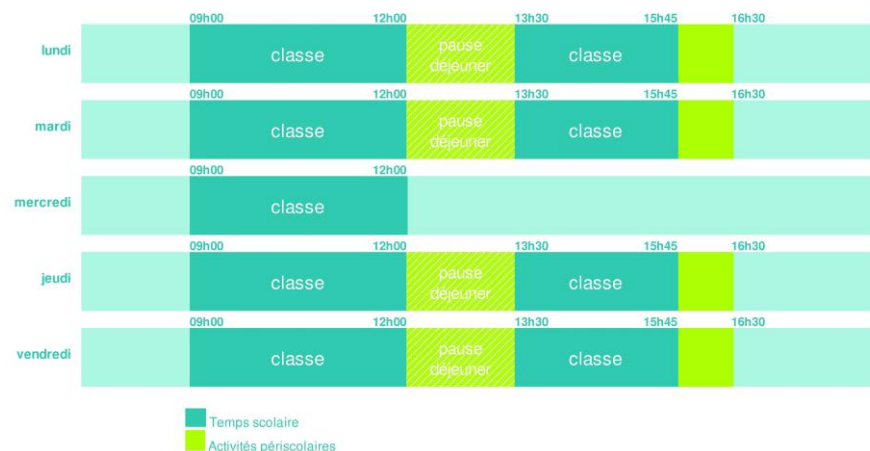 09h00 12h00 13h30 15h45 16h30
lundi classe pause déjeuner classe
09h00 12h00 13h30 15h45 16h30
mardi classe pause déjeuner classe
09h00 12h00
mercredi classe
09h00 12h00 13h30 15h45 16h30
jeudi classe pause déjeuner classe
09h00 12h00 13h30 15h45 16h30
vendredi classe pause déjeuner classe
Temps scolaire
Activités périscolaires